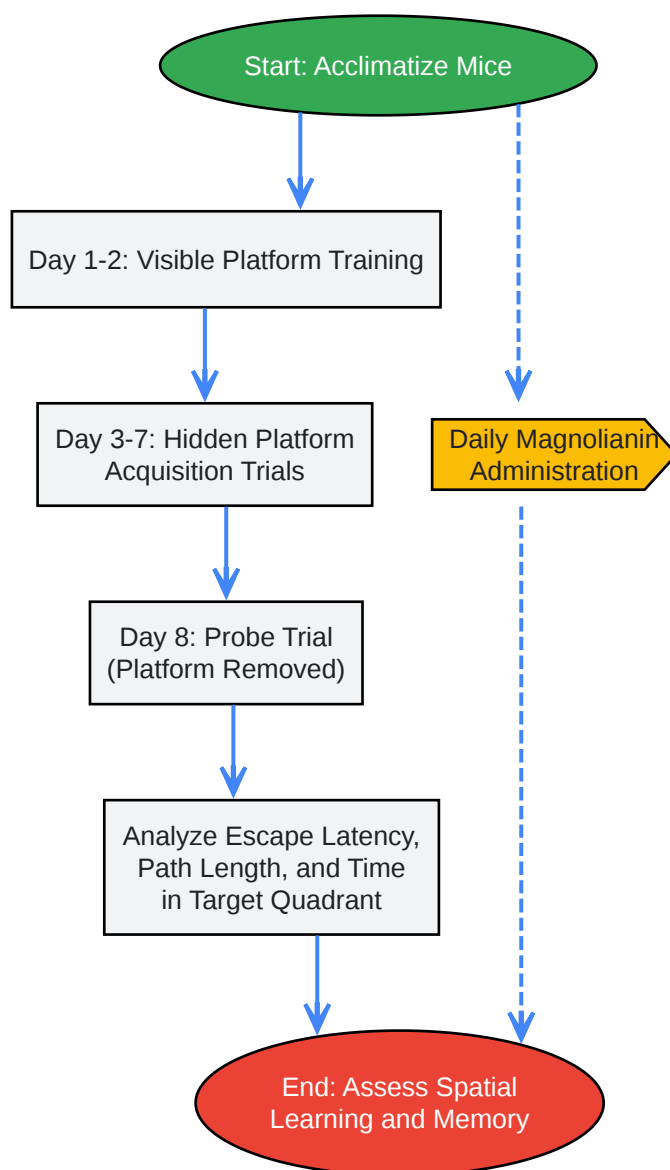 Start: Acclimatize Mice
Day 1-2: Visible Platform Training
Day 3-7: Hidden Platform
Acquisition Trials
Daily Magnolianin
Administration
Day 8: Probe Trial
(Platform Removed)
Analyze Escape Latency,
Path Length, and Time
in Target Quadrant
End: Assess Spatial
Learning and Memory